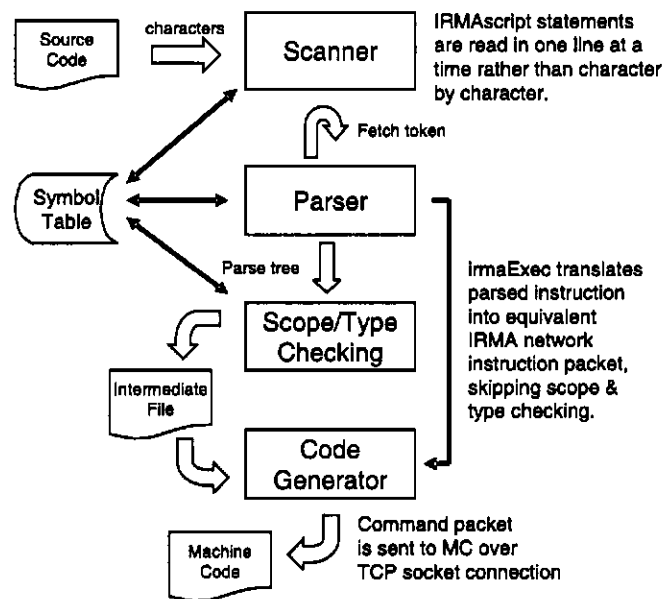 Source
Code
characters
Scanner
IRMAscript statements
are read in one line at a
time rather than character
by character.
Fetch token
Symbol
Table
Parser
Parse tree
irmaExec translates
parsed instruction
into equivalent
IRMA network
instruction packet,
skipping scope &
type checking.
Scope/Type
Checking
Intermediate
File
Code
Generator
Machine
Code
Command packet
is sent to MC over
TCP socket connection